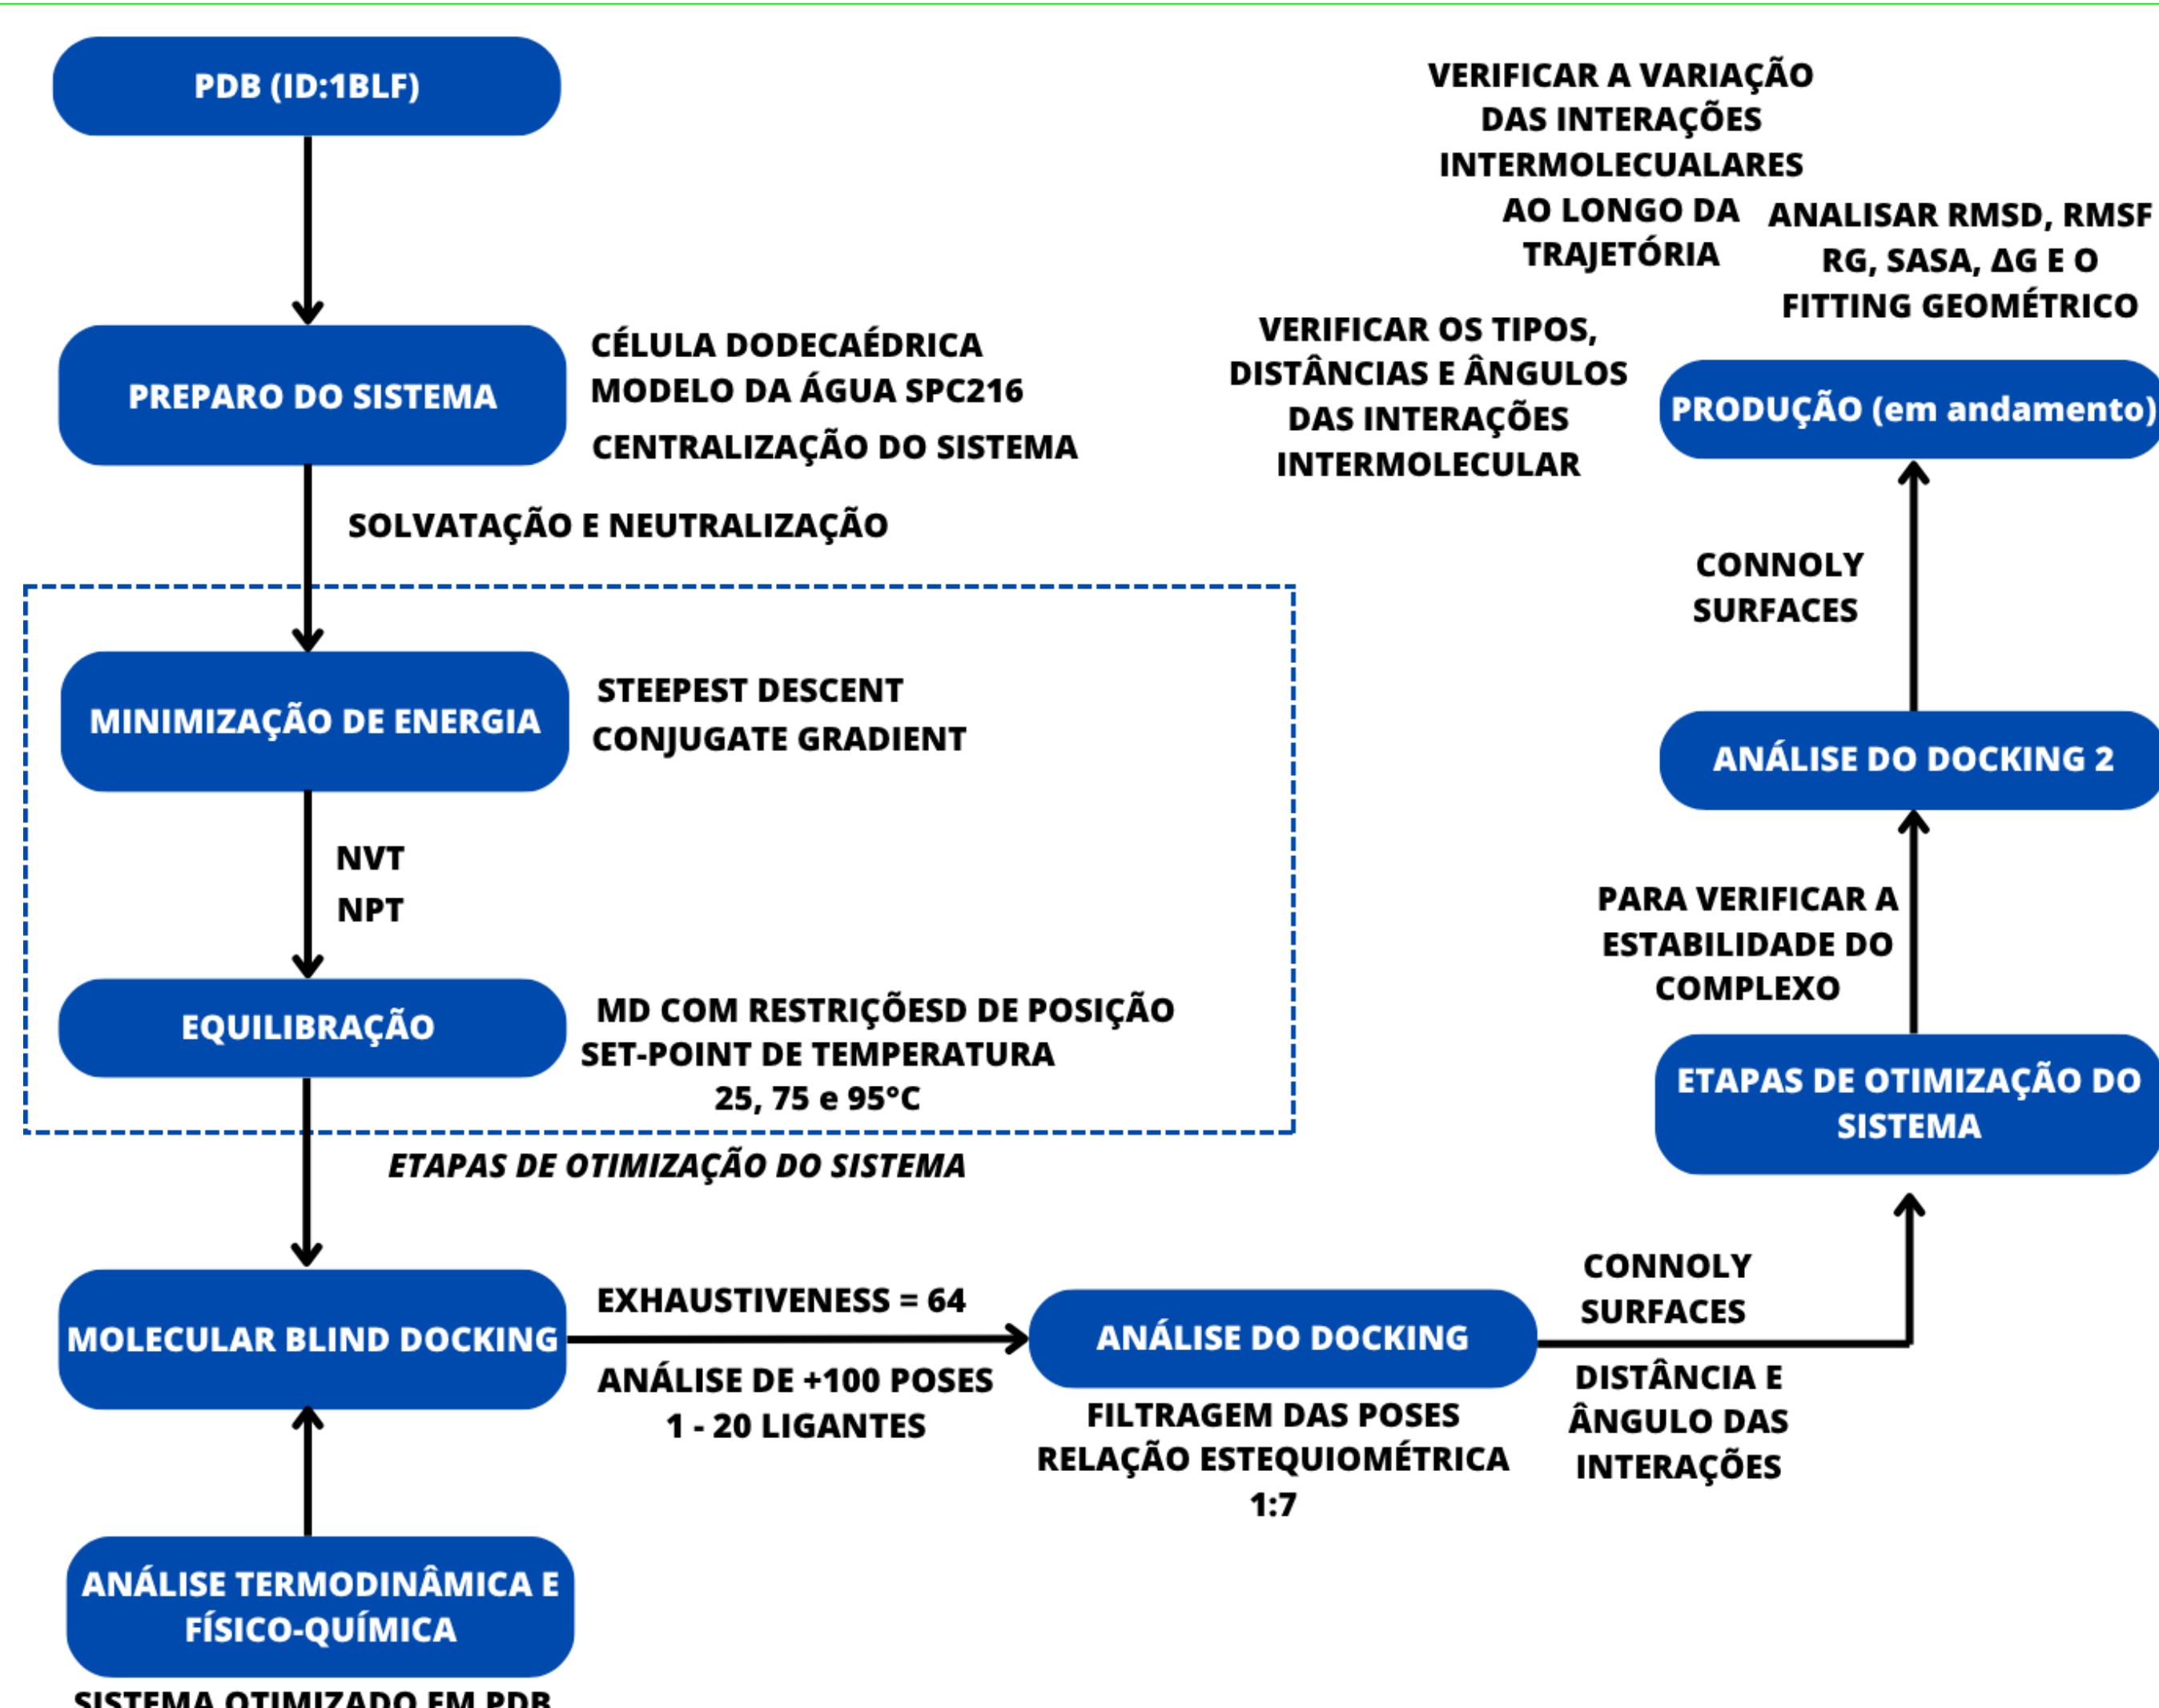 PDB (ID:1BLF)
PREPARO DO SISTEMA
CÉLULA DODECAÉDRICA
MODELO DA ÁGUA SPC216
CENTRALIZAÇÃO DO SISTEMA
SOLVATAÇÃO E NEUTRALIZAÇÃO
MINIMIZAÇÃO DE ENERGIA
STEEPEST DESCENT
CONJUGATE GRADIENT
NVT
NPT
EQUILIBRAÇÃO
MD COM RESTRIÇÕESD DE POSIÇÃO
SET-POINT DE TEMPERATURA
25, 75 e 95°C
ETAPAS DE OTIMIZAÇÃO DO SISTEMA
MOLECULAR BLIND DOCKING
EXHAUSTIVENESS = 64
ANÁLISE DE +100 POSES
1 - 20 LIGANTES
ANÁLISE TERMODINÂMICA E
FÍSICO-QUÍMICA
SISTEMA OTIMIZADO EM PDB
ANÁLISE DO DOCKING
FILTRAGEM DAS POSES
RELAÇÃO ESTEQUIOMÉTRICA
1:7
CONNOLY
SURFACES
DISTÂNCIA E
ÂNGULO DAS
INTERAÇÕES
ETAPAS DE OTIMIZAÇÃO DO
SISTEMA
PARA VERIFICAR A
ESTABILIDADE DO
COMPLEXO
ANÁLISE DO DOCKING 2
CONNOLY
SURFACES
PRODUÇÃO (em andamento)
VERIFICAR OS TIPOS,
DISTÂNCIAS E ÂNGULOS
DAS INTERAÇÕES
INTERMOLECULAR
VERIFICAR A VARIAÇÃO
DAS INTERAÇÕES
INTERMOLECUALARES
AO LONGO DA
TRAJETÓRIA
ANALISAR RMSD, RMSF
RG, SASA, ΔG E O
FITTING GEOMÉTRICO